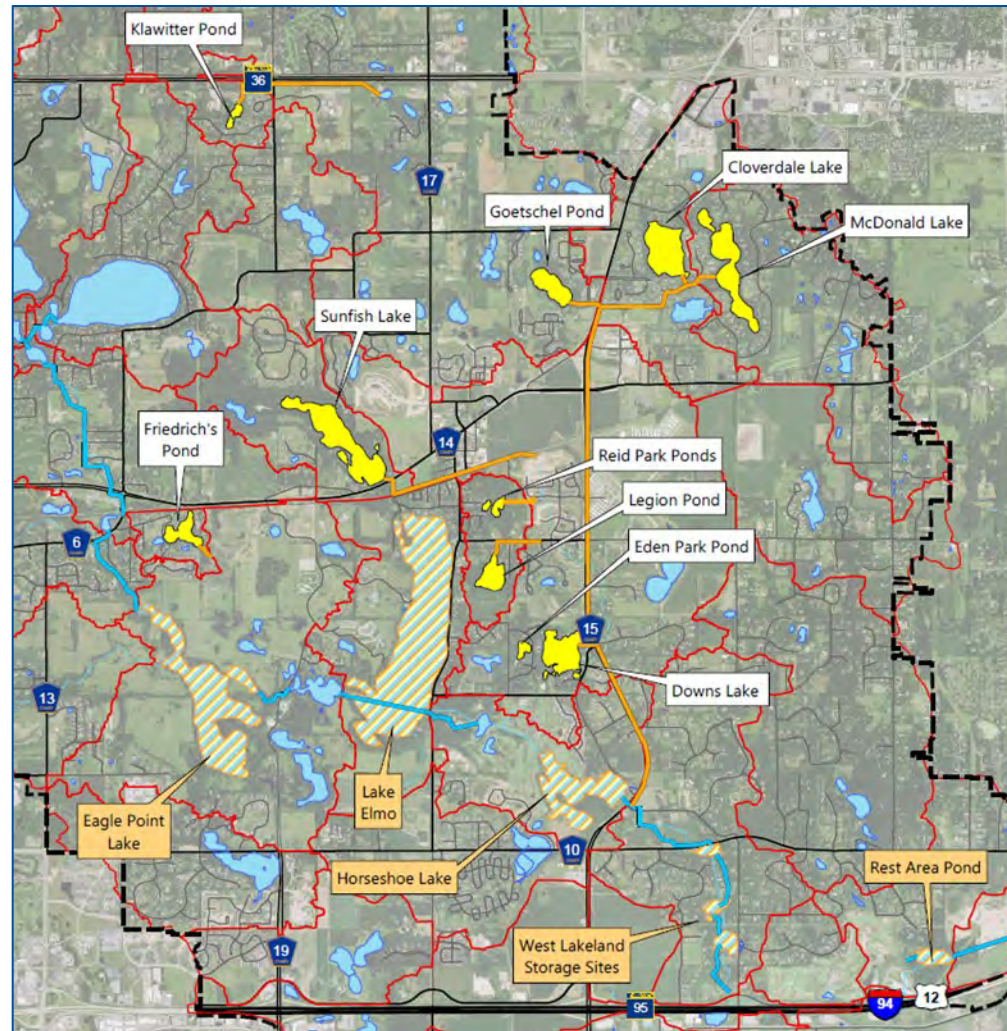 Klawitter Pond
36
17
Cloverdale Lake
Goetschel Pond
McDonald Lake
Sunfish Lake
Friedrich's
Pond
14
Reid Park Ponds
Legion Pond
6
Eden Park Pond
15
13
Downs Lake
Eagle Point
Lake
Lake
Elmo
Horseshoe Lake
10
Rest Area Pond
West Lakeland
Storage Sites
19
95
94
12